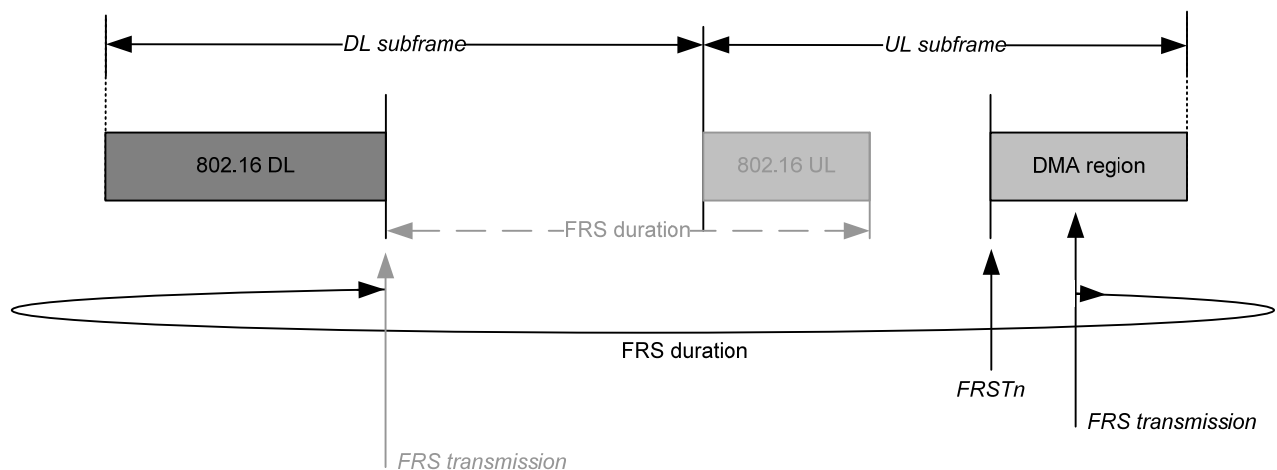 DL subframe
UL subframe
802.16 DL
802.16 UL
DMA region
FRS duration
FRS duration
FRSTn
FRS transmission
FRS transmission